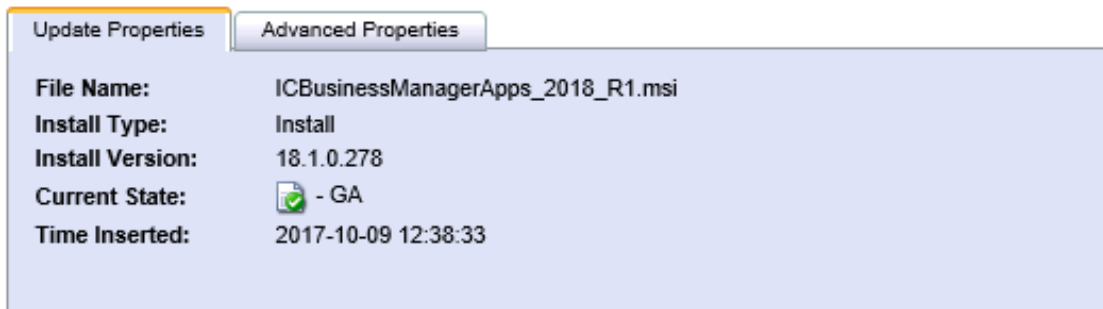 Update Properties Advanced Properties
File Name: ICBusinessManagerApps_2018_R1.msi
Install Type: Install
Install Version: 18.1.0.278
Current State: - GA
Time Inserted: 2017-10-09 12:38:33